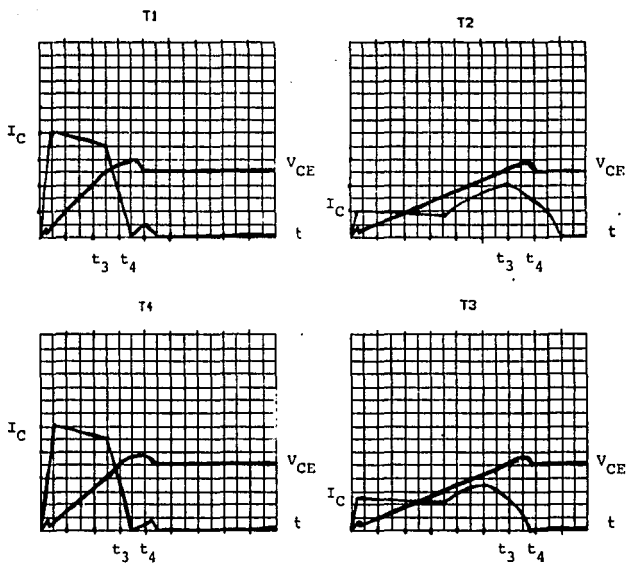 T1
T2
I_C
V_CE
I_C
V_CE
t
t
t_3 t_4
t_3 t_4
T4
T3
I_C
V_CE
I_C
V_CE
t
t
t_3 t_4
t_3 t_4